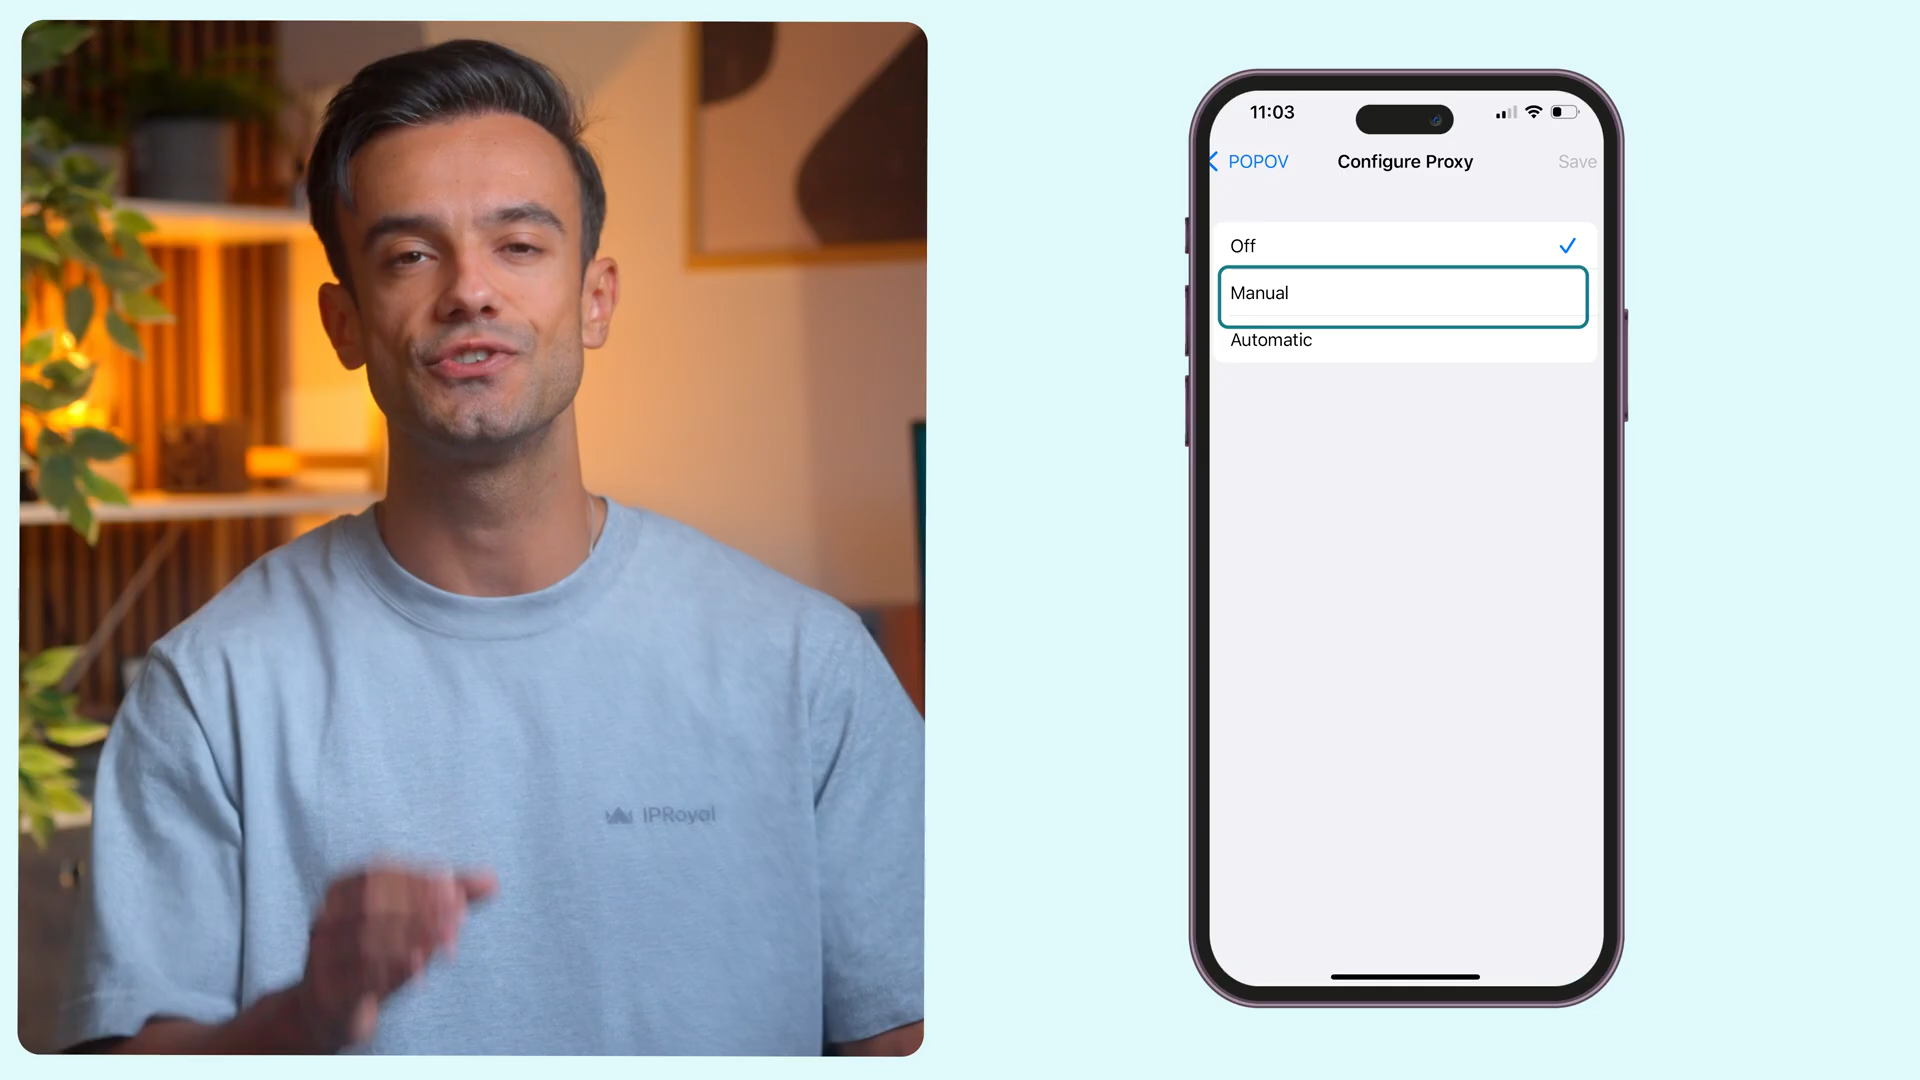 IPRoyal
11:03
POPOV
Configure Proxy
Save
Off
Manual
Automatic